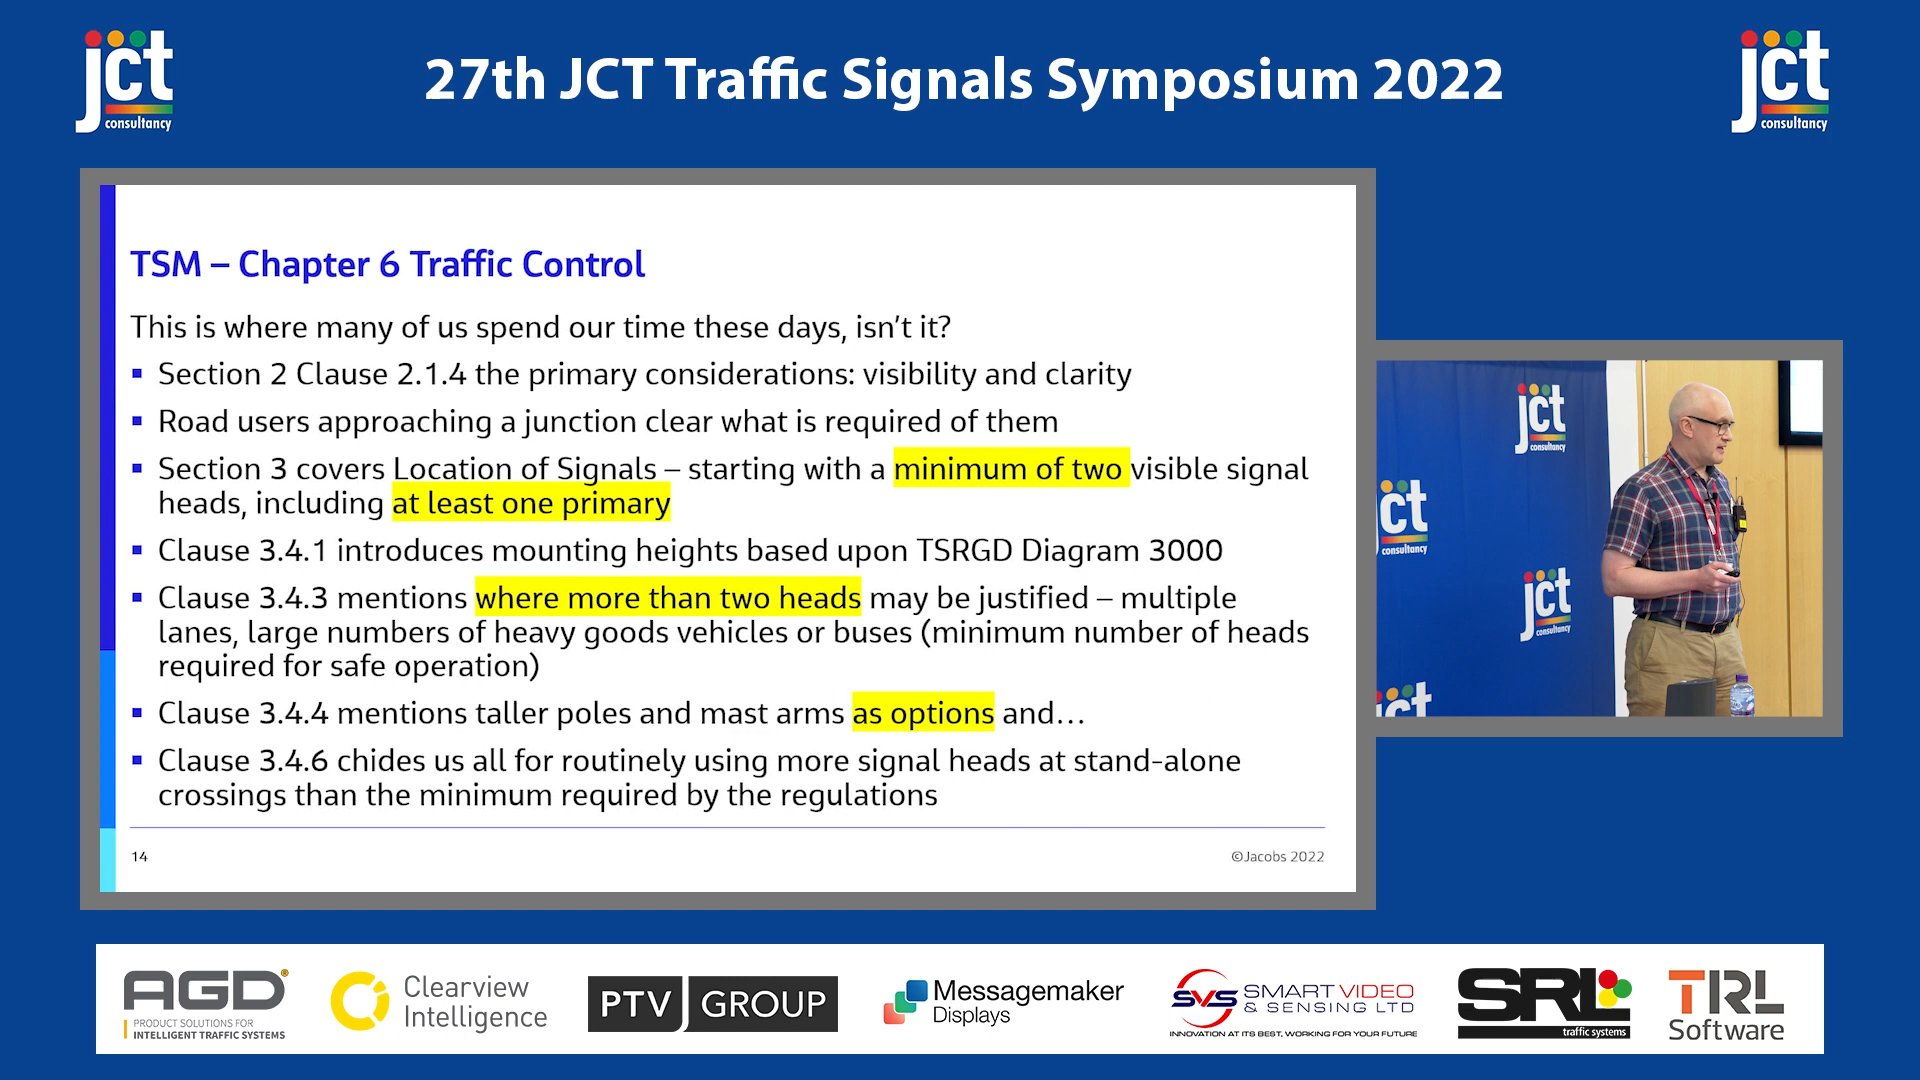 jct
consultancy
27th JCT Traffic Signals Symposium 2022
jct
consultancy
TSM – Chapter 6 Traffic Control
This is where many of us spend our time these days, isn't it?
▪ Section 2 Clause 2.1.4 the primary considerations: visibility and clarity
▪ Road users approaching a junction clear what is required of them
▪ Section 3 covers Location of Signals – starting with a minimum of two visible signal
heads, including at least one primary
▪ Clause 3.4.1 introduces mounting heights based upon TSRGD Diagram 3000
▪ Clause 3.4.3 mentions where more than two heads may be justified – multiple
lanes, large numbers of heavy goods vehicles or buses (minimum number of heads
required for safe operation)
▪ Clause 3.4.4 mentions taller poles and mast arms as options and…
▪ Clause 3.4.6 chides us all for routinely using more signal heads at stand-alone
crossings than the minimum required by the regulations
14
©Jacobs 2022
jct
consultancy
jct
consultancy
jct
consultancy
jct
AGD
PRODUCT SOLUTIONS FOR
INTELLIGENT TRAFFIC SYSTEMS
Clearview
Intelligence
PTV GROUP
Messagemaker
Displays
SVS SMART VIDEO
& SENSING LTD
INNOVATION AT ITS BEST, WORKING FOR YOUR FUTURE
SRL
traffic systems
TRL
Software